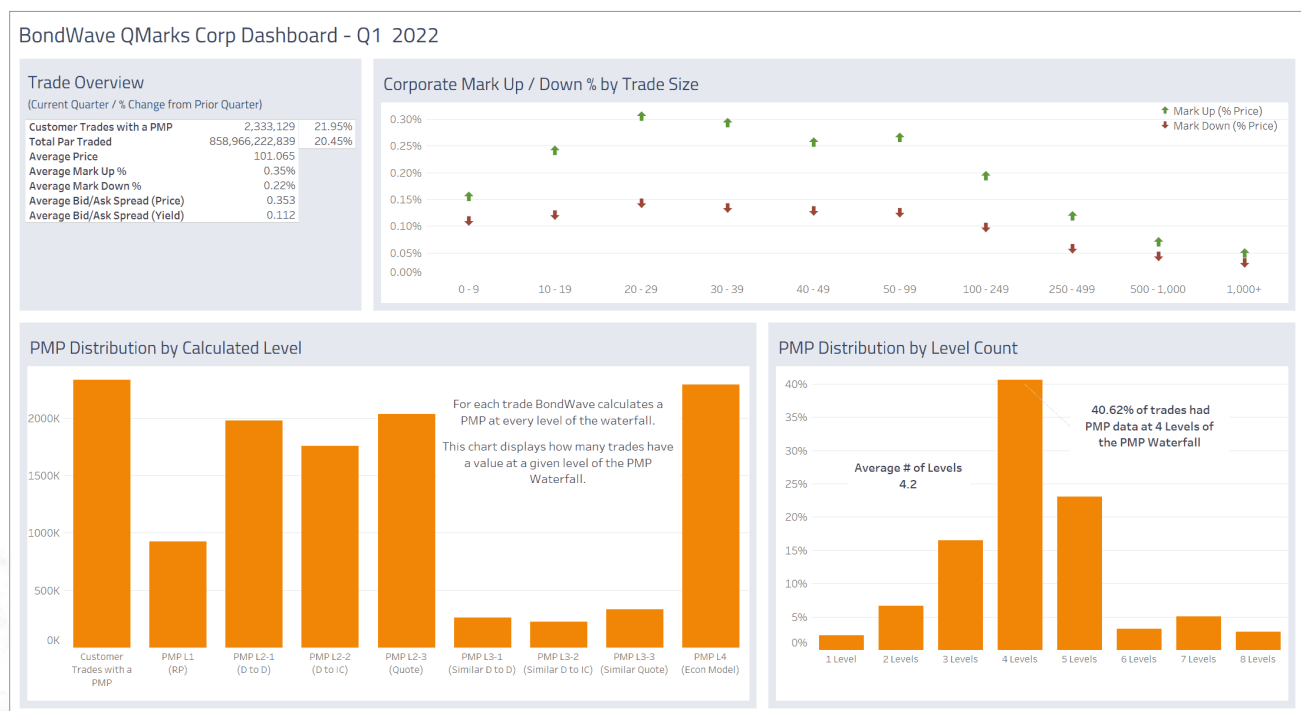 BondWave QMarks Corp Dashboard - Q1 2022
Trade Overview
(Current Quarter / % Change from Prior Quarter)
Customer Trades with a PMP 2,333,129 21.95%
Total Par Traded 858,966,222,839 20.45%
Average Price 101.065
Average Mark Up % 0.35%
Average Mark Down % 0.22%
Average Bid/Ask Spread (Price) 0.353
Average Bid/Ask Spread (Yield) 0.112
Corporate Mark Up / Down % by Trade Size
Mark Up (% Price)
Mark Down (% Price)
0.30%
0.25%
0.20%
0.15%
0.10%
0.05%
0.00%
0 - 9 10 - 19 20 - 29 30 - 39 40 - 49 50 - 99 100 - 249 250 - 499 500 - 1,000 1,000+
PMP Distribution by Calculated Level
For each trade BondWave calculates a
PMP at every level of the waterfall.
This chart displays how many trades have
a value at a given level of the PMP
Waterfall.
2000K
1500K
1000K
500K
0K
Customer PMP L1 PMP L2-1 PMP L2-2 PMP L2-3 PMP L3-1 PMP L3-2 PMP L3-3 PMP L4
Trades with a (RP) (D to D) (D to IC) (Quote) (Similar D to D) (Similar D to IC) (Similar Quote) (Econ Model)
PMP
PMP Distribution by Level Count
40%
35%
30%
25%
20%
15%
10%
5%
0%
40.62% of trades had
PMP data at 4 Levels of
the PMP Waterfall
Average # of Levels
4.2
1 Level 2 Levels 3 Levels 4 Levels 5 Levels 6 Levels 7 Levels 8 Levels